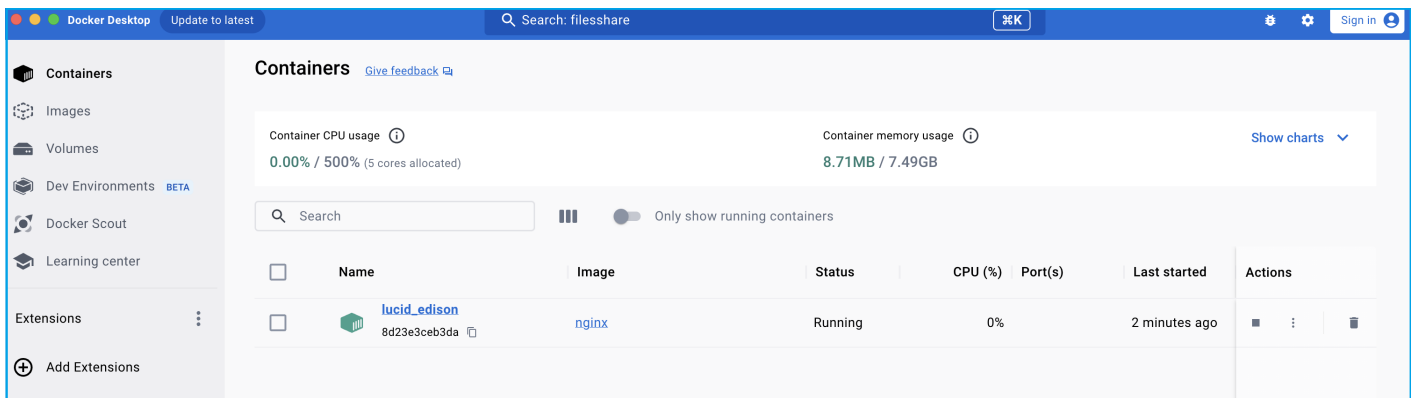 Docker Desktop Update to latest Search: filesshare ⌘K Sign in
Containers
Images
Volumes
Dev Environments BETA
Docker Scout
Learning center
Extensions
Add Extensions
Containers Give feedback
Container CPU usage
0.00% / 500% (5 cores allocated)
Container memory usage
8.71MB / 7.49GB
Show charts
Search
Only show running containers
Name Image Status CPU (%) Port(s) Last started Actions
lucid_edison
8d23e3ceb3da
nginx Running 0% 2 minutes ago